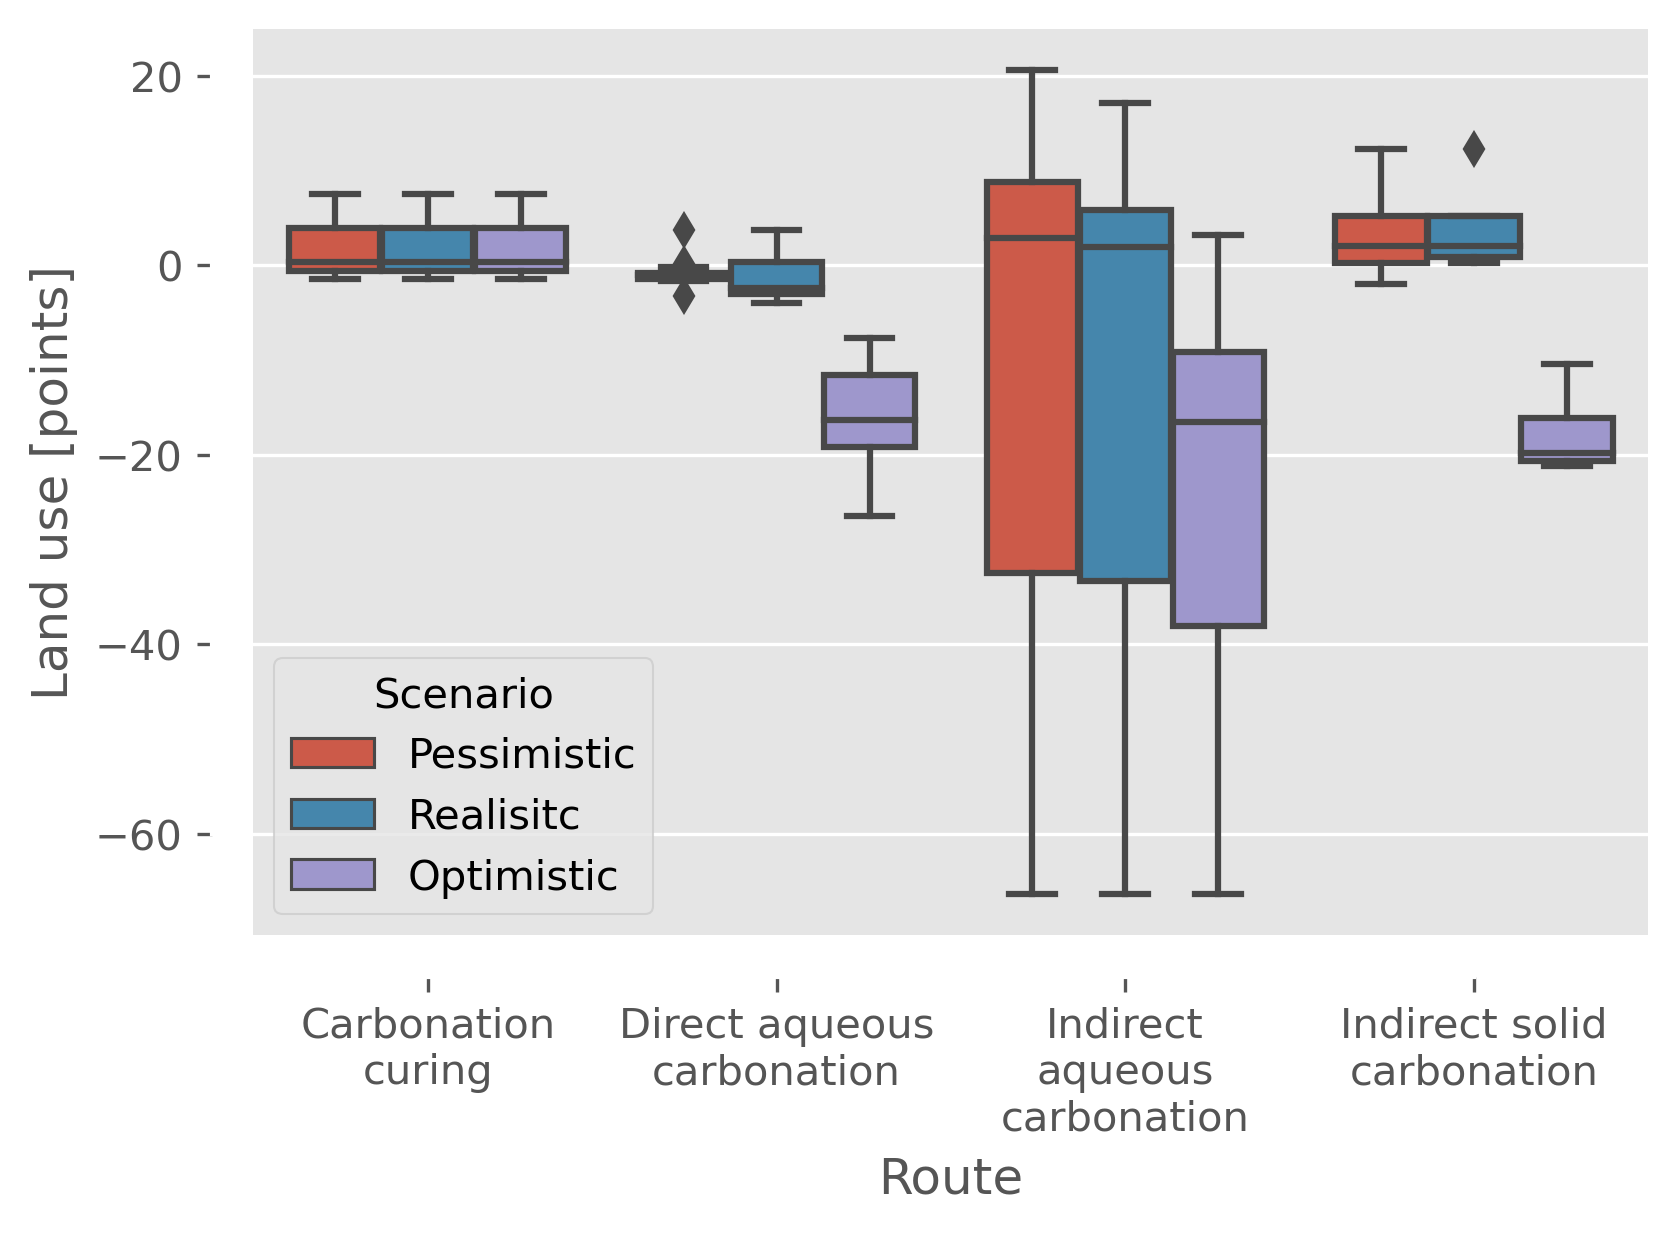 20
0
−20
−40
−60
Land use [points]
Scenario
Pessimistic
Realisitc
Optimistic
Carbonation
curing
Direct aqueous
carbonation
Indirect
aqueous
carbonation
Indirect solid
carbonation
Route